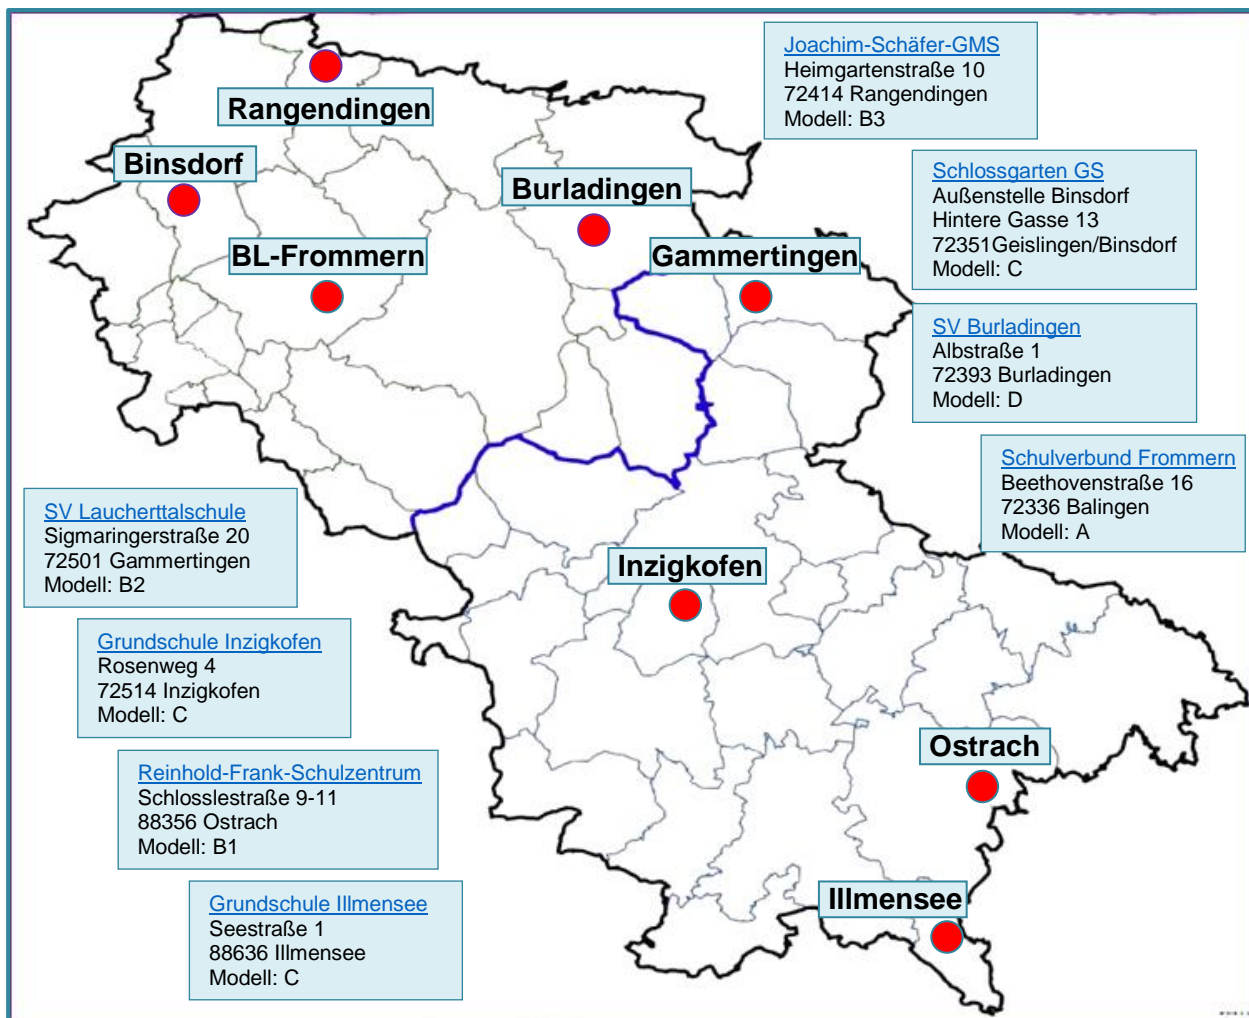 Joachim-Schäfer-GMS
Heimgartenstraße 10
72414 Rangendingen
Modell: B3
Rangendingen
Binsdorf
Burladingen
BL-Frommern
Gammertingen
Schlossgarten GS
Außenstelle Binsdorf
Hintere Gasse 13
72351Geislingen/Binsdorf
Modell: C
SV Burladingen
Albstraße 1
72393 Burladingen
Modell: D
Schulverbund Frommern
Beethovenstraße 16
72336 Balingen
Modell: A
SV Laucherttalschule
Sigmaringerstraße 20
72501 Gammertingen
Modell: B2
Inzigkofen
Grundschule Inzigkofen
Rosenweg 4
72514 Inzigkofen
Modell: C
Ostrach
Reinhold-Frank-Schulzentrum
Schlosslestraße 9-11
88356 Ostrach
Modell: B1
Illmensee
Grundschule Illmensee
Seestraße 1
88636 Illmensee
Modell: C